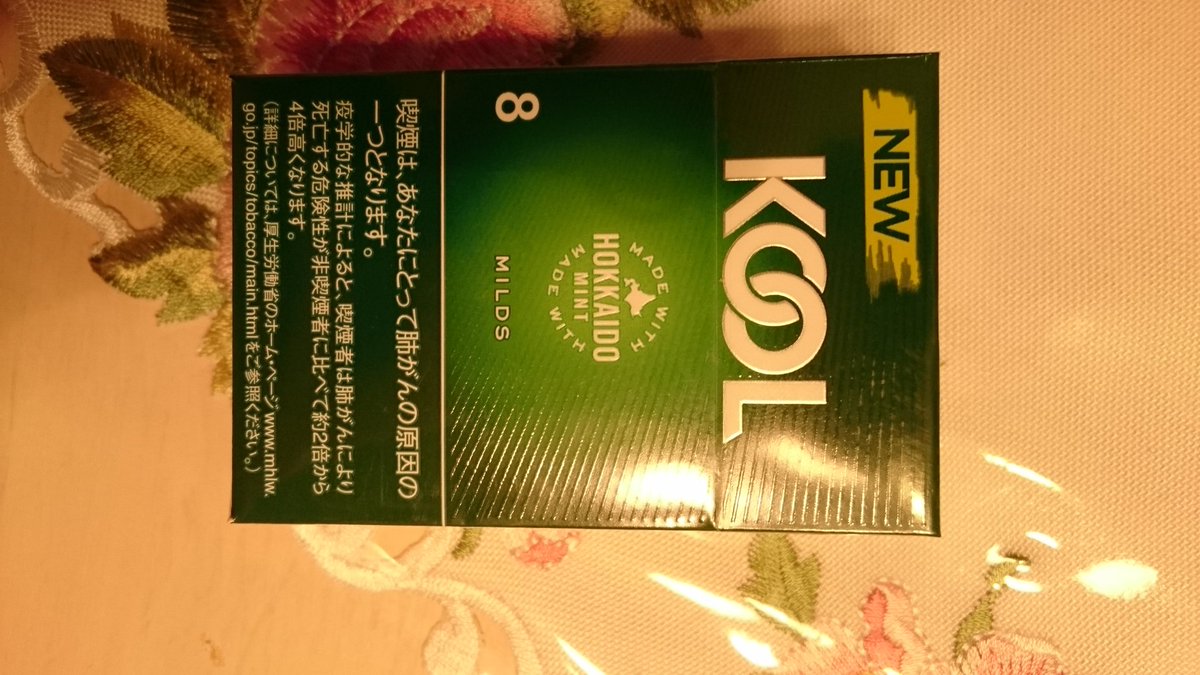 NEW
KOOL
MADE WITH
HOKKAIDO
MINT
MADE WITH
8
MILDS
喫煙は、あなたにとって肺がんの原因の
一つとなります。
疫学的な推計によると、喫煙者は肺がんにより
死亡する危険性が非喫煙者に比べて約2倍から
4倍高くなります。
(詳細については、厚生労働省のホーム・ページwww.mhlw.
go.jp/topics/tobacco/main.htmlをご参照ください。)